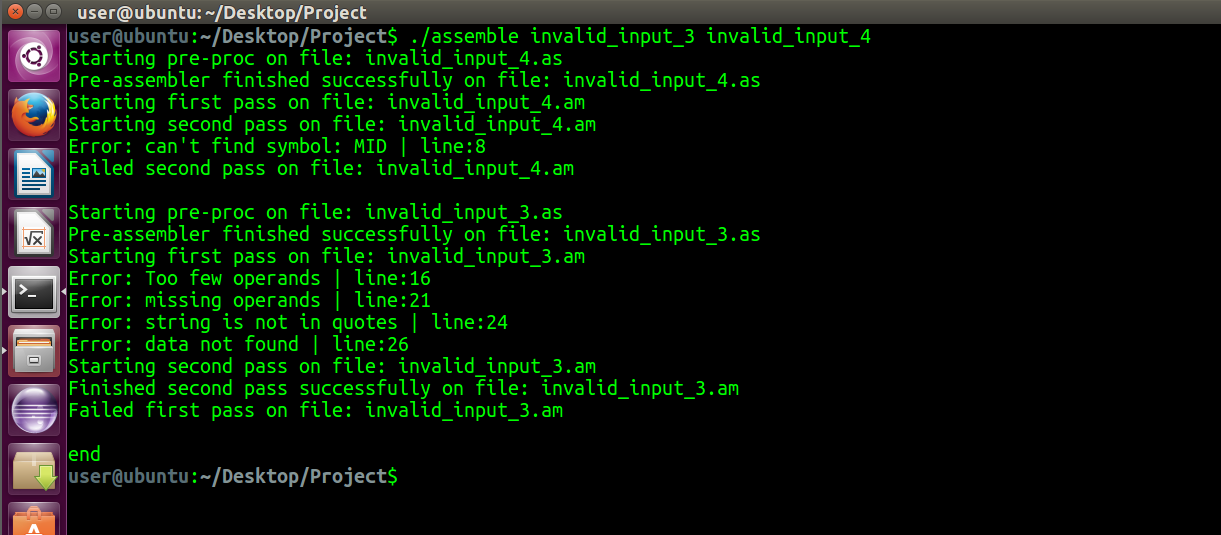 user@ubuntu: ~/Desktop/Project
user@ubuntu:~/Desktop/Project$ ./assemble invalid_input_3 invalid_input_4
Starting pre-proc on file: invalid_input_4.as
Pre-assembler finished successfully on file: invalid_input_4.as
Starting first pass on file: invalid_input_4.am
Starting second pass on file: invalid_input_4.am
Error: can't find symbol: MID | line:8
Failed second pass on file: invalid_input_4.am

Starting pre-proc on file: invalid_input_3.as
Pre-assembler finished successfully on file: invalid_input_3.as
Starting first pass on file: invalid_input_3.am
Error: Too few operands | line:16
Error: missing operands | line:21
Error: string is not in quotes | line:24
Error: data not found | line:26
Starting second pass on file: invalid_input_3.am
Finished second pass successfully on file: invalid_input_3.am
Failed first pass on file: invalid_input_3.am

end
user@ubuntu:~/Desktop/Project$